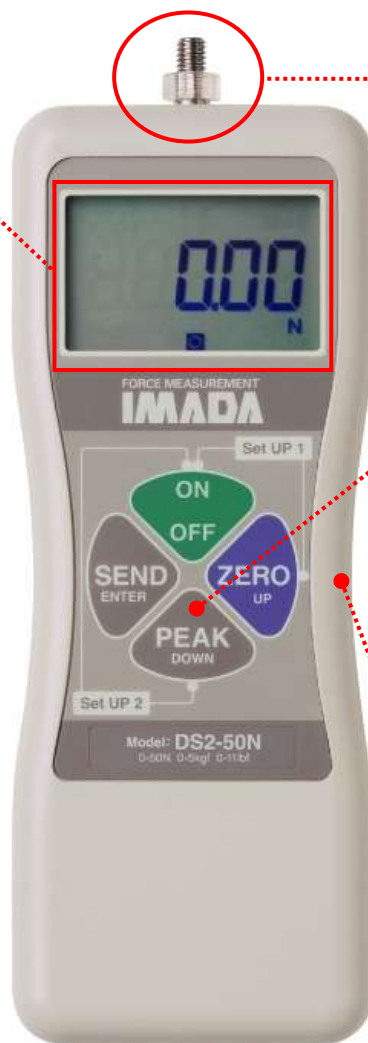 0.00
N
FORCE MEASUREMENT
IMADA
Set UP 1
ON
OFF
SEND
ENTER
ZERO
UP
PEAK
DOWN
Set UP 2
Model: DS2-50N
0-50N 0-5kgf 0-11lbf